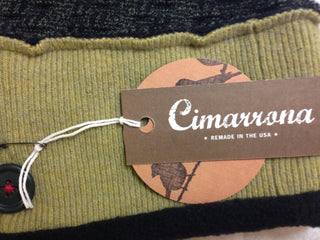 Cimarrona
• REMADE IN THE USA •